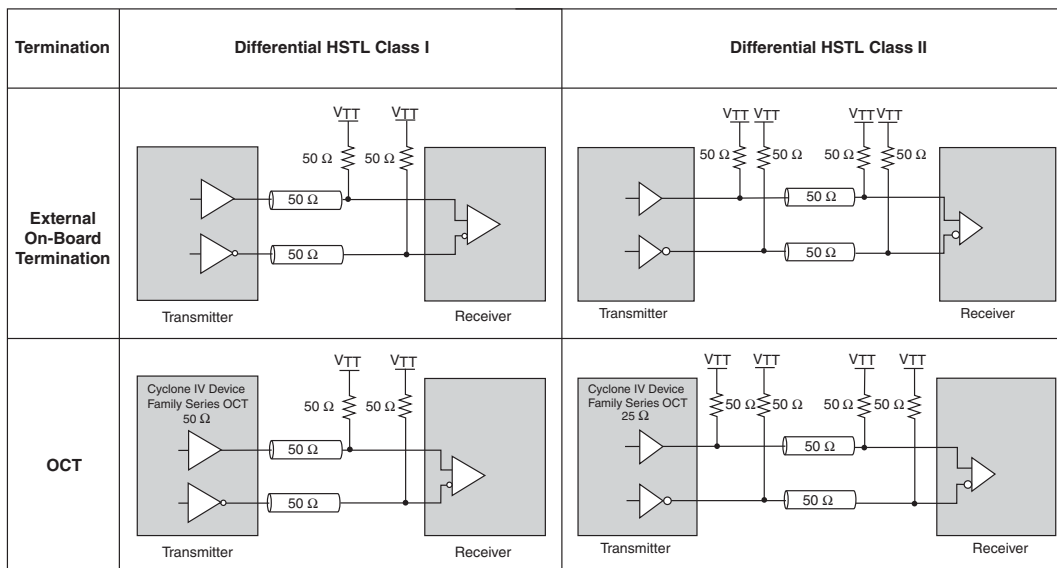 Termination
Differential HSTL Class I
Differential HSTL Class II
External
On-Board
Termination
VTT VTT
50 Ω 50 Ω
50 Ω
50 Ω
Transmitter
Receiver
VTT VTT VTT VTT
50 Ω 50 Ω 50 Ω 50 Ω
50 Ω
50 Ω
Transmitter
Receiver
OCT
Cyclone IV Device
Family Series OCT
50 Ω
VTT VTT
50 Ω 50 Ω
50 Ω
50 Ω
Transmitter
Receiver
Cyclone IV Device
Family Series OCT
25 Ω
VTT VTT VTT VTT
50 Ω 50 Ω 50 Ω 50 Ω
50 Ω
50 Ω
Transmitter
Receiver